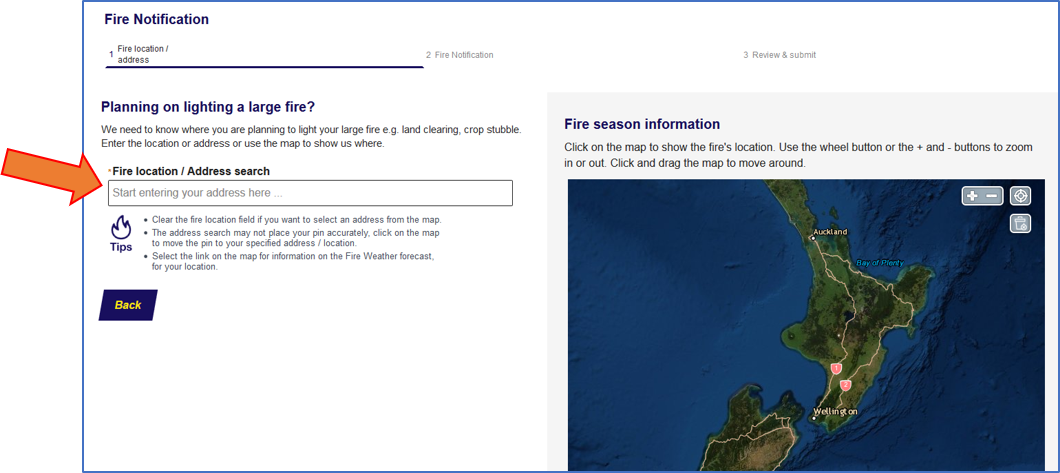 Fire Notification
1 Fire location /
address
2 Fire Notification
3 Review & submit
Planning on lighting a large fire?
We need to know where you are planning to light your large fire e.g. land clearing, crop stubble.
Enter the location or address or use the map to show us where.
*Fire location / Address search
Start entering your address here ...
Tips
• Clear the fire location field if you want to select an address from the map.
• The address search may not place your pin accurately, click on the map
to move the pin to your specified address / location.
• Select the link on the map for information on the Fire Weather forecast,
for your location.
Back
Fire season information
Click on the map to show the fire's location. Use the wheel button or the + and - buttons to zoom
in or out. Click and drag the map to move around.
+ −
Auckland
Bay of Plenty
1
2
Wellington